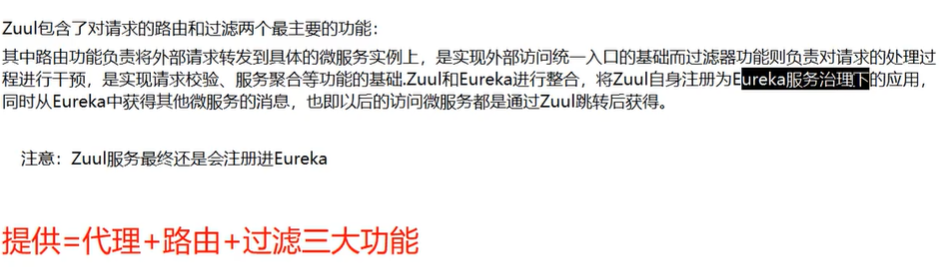 Zuul包含了对请求的路由和过滤两个最主要的功能：
其中路由功能负责将外部请求转发到具体的微服务实例上，是实现外部访问统一入口的基础而过滤器功能则负责对请求的处理过
程进行干预，是实现请求校验、服务聚合等功能的基础.Zuul和Eureka进行整合，将Zuul自身注册为Eureka服务治理下的应用，
同时从Eureka中获得其他微服务的消息，也即以后的访问微服务都是通过Zuul跳转后获得。
注意：Zuul服务最终还是会注册进Eureka
提供=代理+路由+过滤三大功能